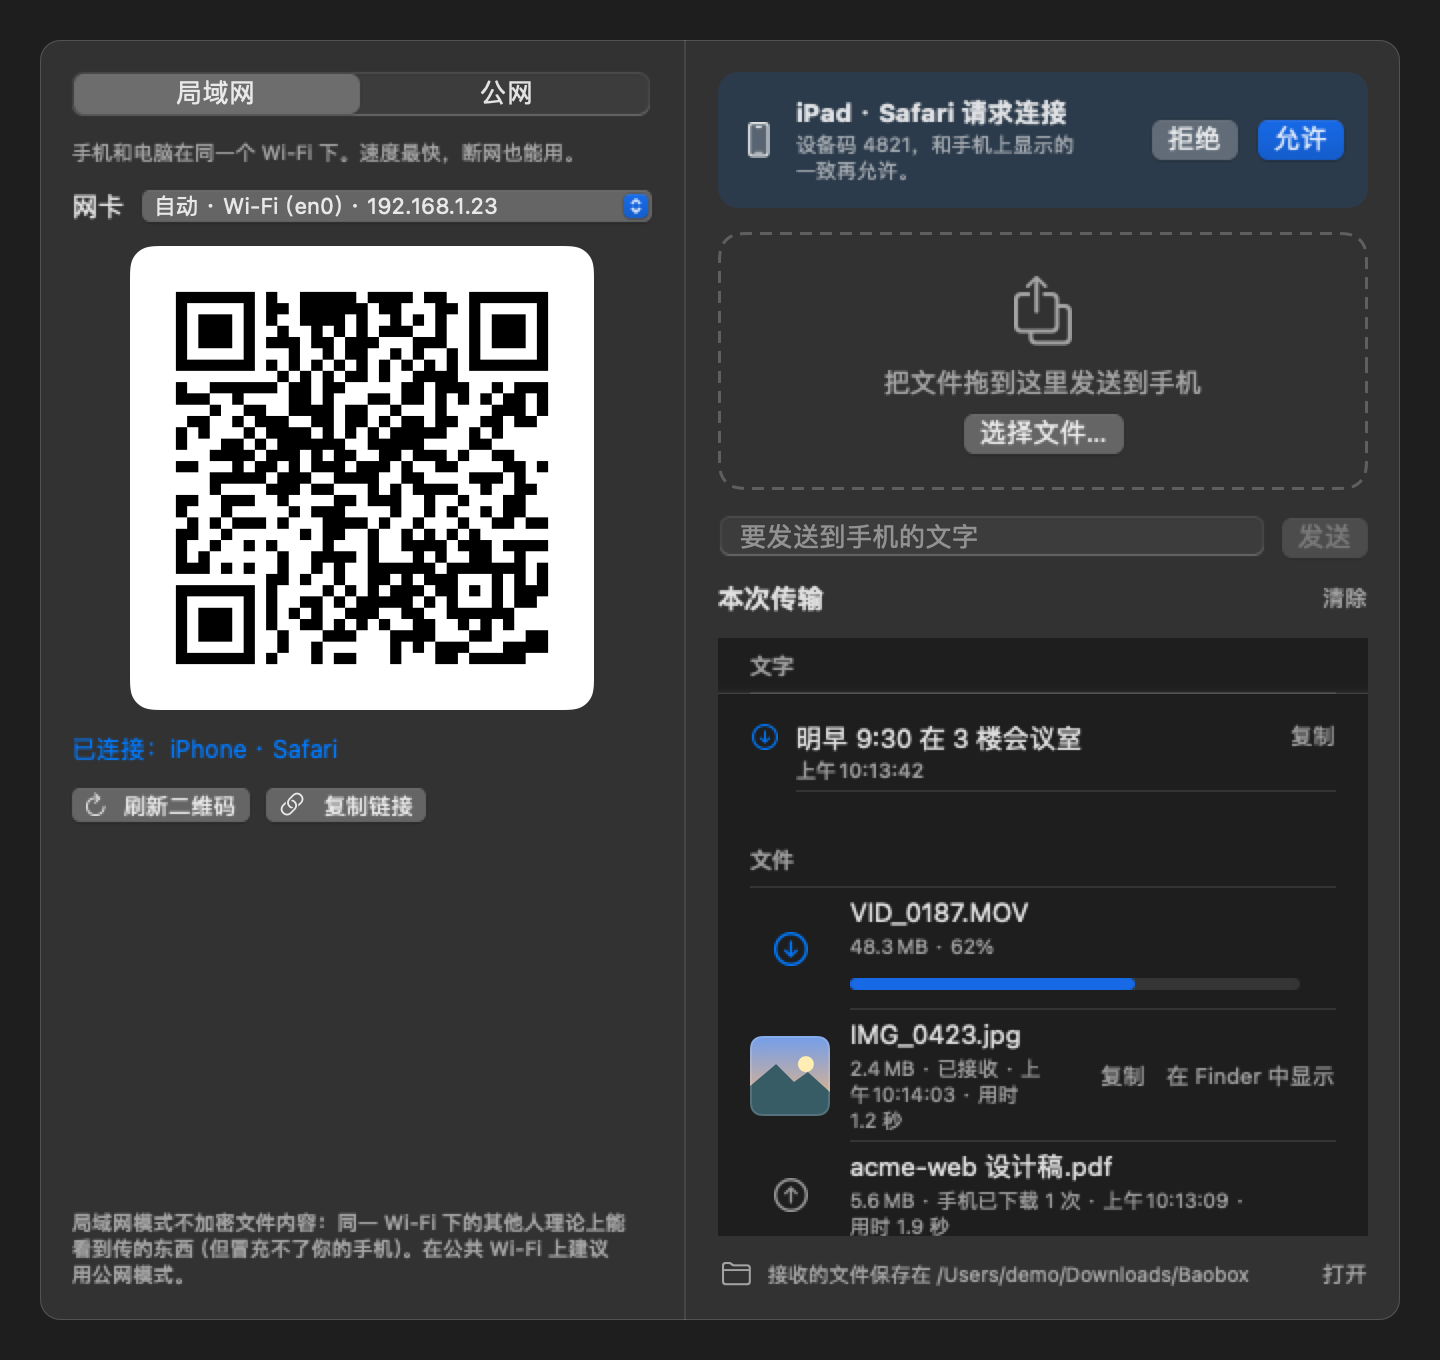 局域网
公网
手机和电脑在同一个 Wi-Fi 下。速度最快，断网也能用。
网卡
自动 · Wi-Fi (en0) · 192.168.1.23
已连接：iPhone · Safari
刷新二维码
复制链接
局域网模式不加密文件内容：同一 Wi-Fi 下的其他人理论上能
看到传的东西（但冒充不了你的手机）。在公共 Wi-Fi 上建议
用公网模式。
iPad · Safari 请求连接
设备码 4821，和手机上显示的
一致再允许。
拒绝
允许
把文件拖到这里发送到手机
选择文件...
要发送到手机的文字
发送
本次传输
清除
文字
明早 9:30 在 3 楼会议室
复制
上午10:13:42
文件
VID_0187.MOV
48.3 MB · 62%
IMG_0423.jpg
2.4 MB · 已接收 · 上
午10:14:03 · 用时
1.2 秒
复制
在 Finder 中显示
acme-web 设计稿.pdf
5.6 MB · 手机已下载 1 次 · 上午10:13:09 ·
用时 1.9 秒
接收的文件保存在 /Users/demo/Downloads/Baobox
打开